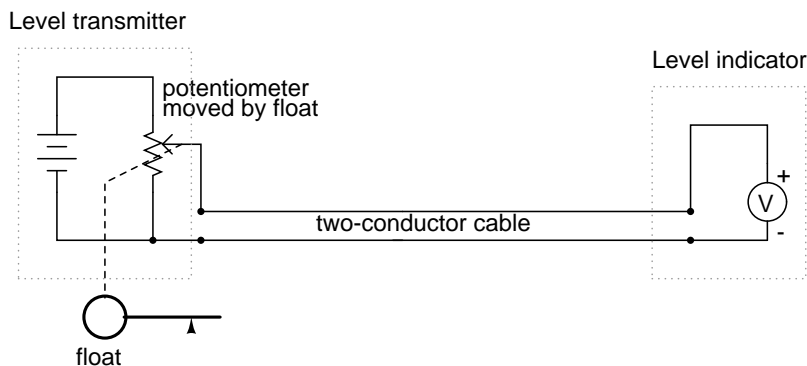 Level transmitter
Level indicator
potentiometer
moved by float
+
V
-
two-conductor cable
float